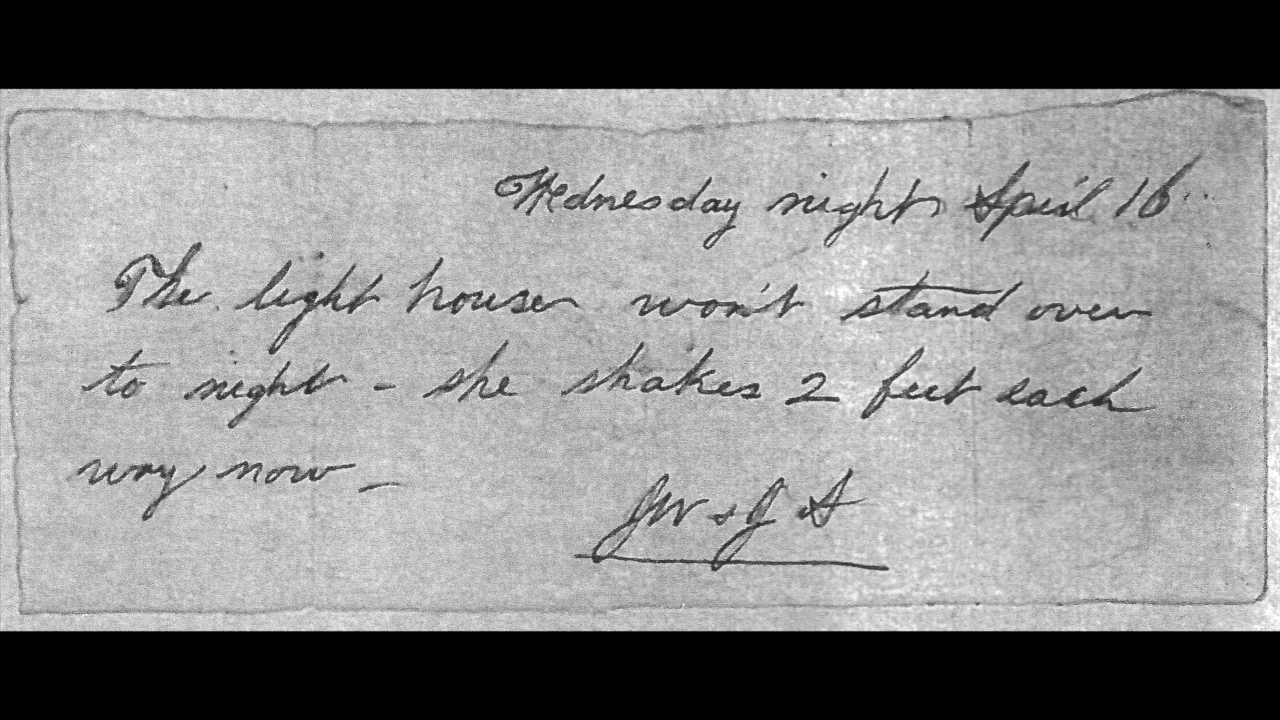 Wednesday night April 16
The light house won't stand over
to night - she shakes 2 feet each
way now -
JW & J A